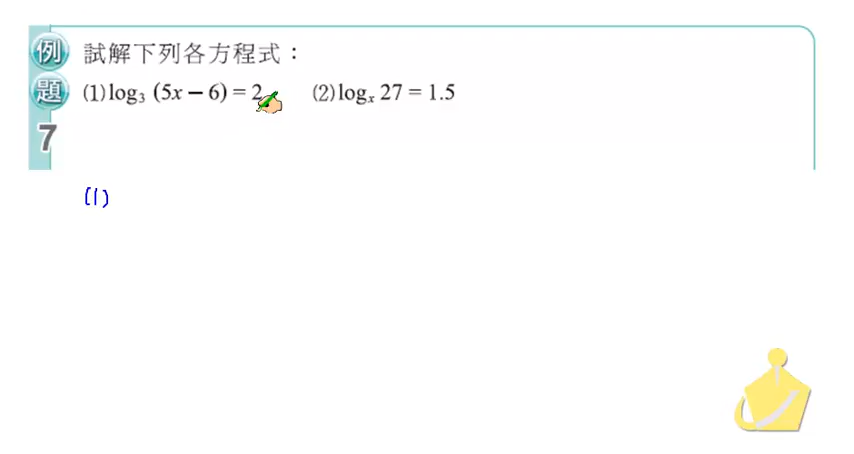 例題7
試解下列各方程式：
(1) log₃ (5x − 6) = 2 (2) logₓ 27 = 1.5
(1)